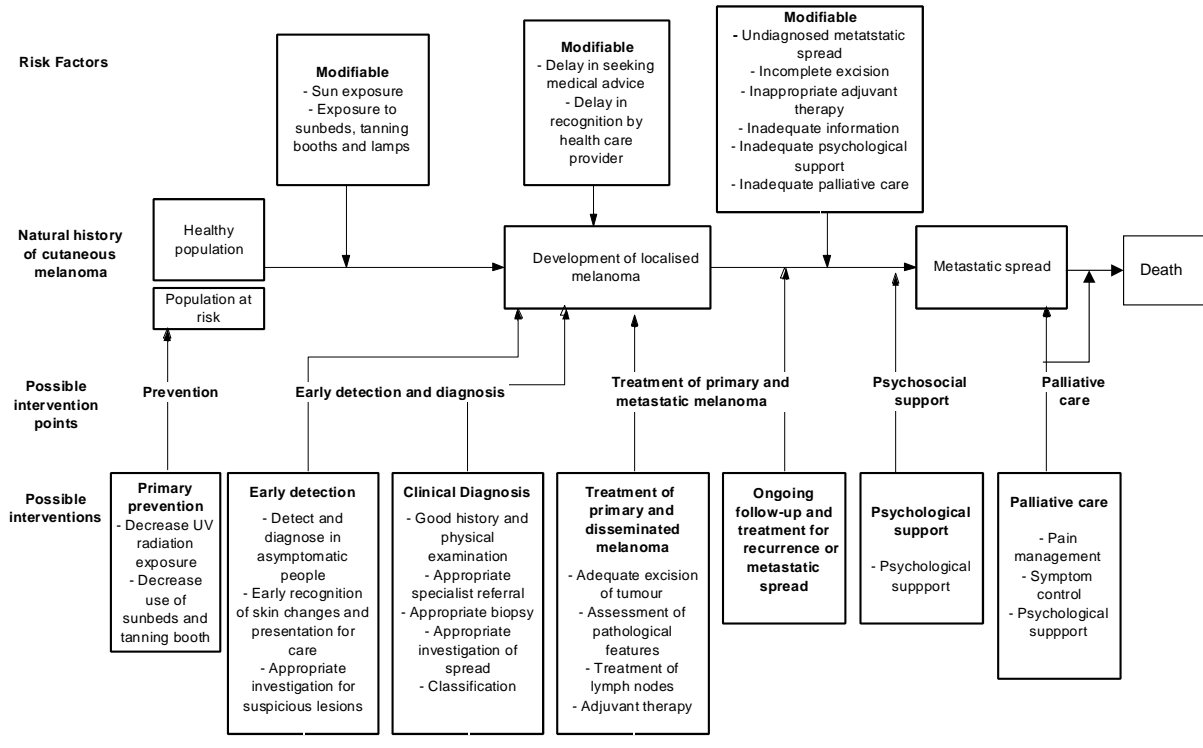 Risk Factors
Modifiable
- Sun exposure
- Exposure to
sunbeds, tanning
booths and lamps
Modifiable
- Delay in seeking
medical advice
- Delay in
recognition by
health care
provider
Modifiable
- Undiagnosed metatstatic
spread
- Incomplete excision
- Inappropriate adjuvant
therapy
- Inadequate information
- Inadequate psychological
support
- Inadequate palliative care
Natural history
of cutaneous
melanoma
Healthy
population
Population at
risk
Development of localised
melanoma
Metastatic spread
Death
Possible
intervention
points
Prevention
Early detection and diagnosis
Treatment of primary and
metastatic melanoma
Psychosocial
support
Palliative
care
Possible
interventions
Primary
prevention
- Decrease UV
radiation
exposure
- Decrease
use of
sunbeds and
tanning booth
Early detection
- Detect and
diagnose in
asymptomatic
people
- Early recognition
of skin changes and
presentation for
care
- Appropriate
investigation for
suspicious lesions
Clinical Diagnosis
- Good history and
physical
examination
- Appropriate
specialist referral
- Appropriate biopsy
- Appropriate
investigation of
spread
- Classification
Treatment of
primary and
disseminated
melanoma
- Adequate excision
of tumour
- Assessment of
pathological
features
- Treatment of
lymph nodes
- Adjuvant therapy
Ongoing
follow-up and
treatment for
recurrence or
metastatic
spread
Psychological
support
- Psychological
suppport
Palliative care
- Pain
management
- Symptom
control
- Psychological
suppport